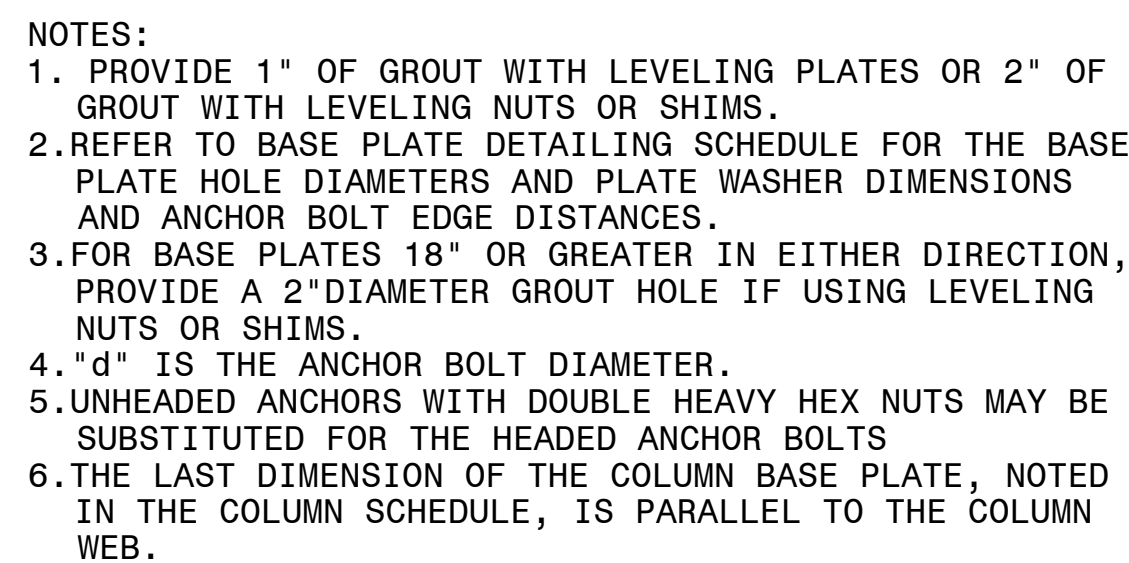 NOTES:
1. PROVIDE 1" OF GROUT WITH LEVELING PLATES OR 2" OF
GROUT WITH LEVELING NUTS OR SHIMS.
2.REFER TO BASE PLATE DETAILING SCHEDULE FOR THE BASE
PLATE HOLE DIAMETERS AND PLATE WASHER DIMENSIONS
AND ANCHOR BOLT EDGE DISTANCES.
3.FOR BASE PLATES 18" OR GREATER IN EITHER DIRECTION,
PROVIDE A 2"DIAMETER GROUT HOLE IF USING LEVELING
NUTS OR SHIMS.
4."d" IS THE ANCHOR BOLT DIAMETER.
5.UNHEADED ANCHORS WITH DOUBLE HEAVY HEX NUTS MAY BE
SUBSTITUTED FOR THE HEADED ANCHOR BOLTS
6.THE LAST DIMENSION OF THE COLUMN BASE PLATE, NOTED
IN THE COLUMN SCHEDULE, IS PARALLEL TO THE COLUMN
WEB.